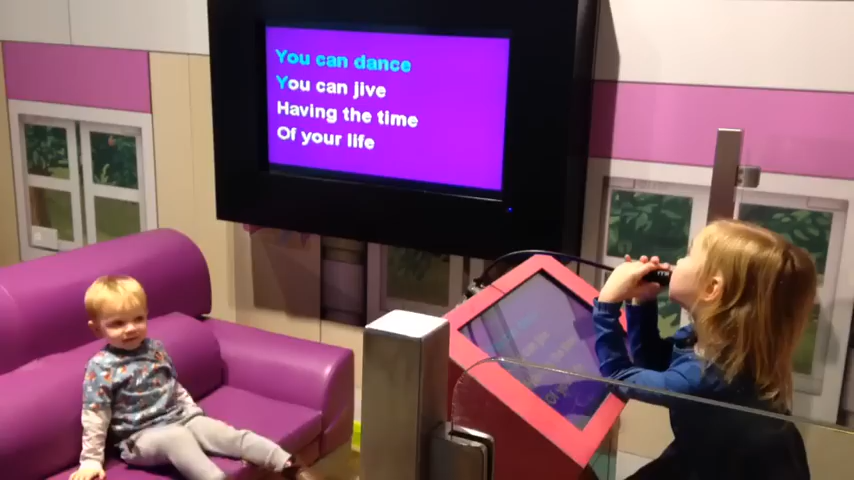 You can dance
You can jive
Having the time
Of your life